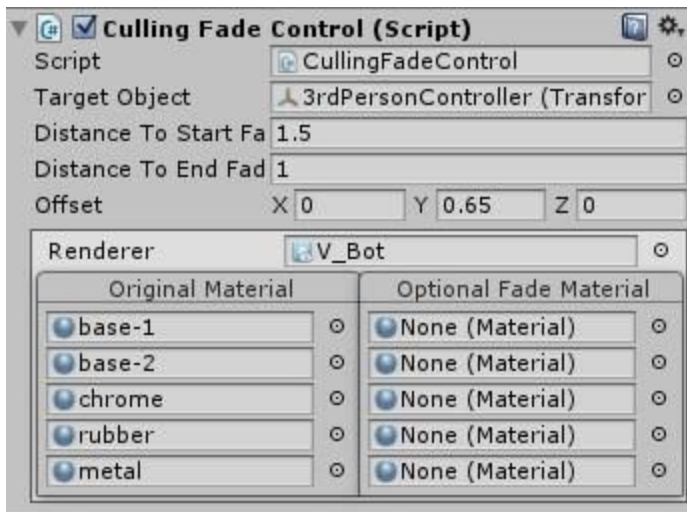 Culling Fade Control (Script)
Script CullingFadeControl
Target Object 3rdPersonController (Transfor
Distance To Start Fa 1.5
Distance To End Fad 1
Offset X 0 Y 0.65 Z 0
Renderer V_Bot
Original Material Optional Fade Material
base-1 None (Material)
base-2 None (Material)
chrome None (Material)
rubber None (Material)
metal None (Material)